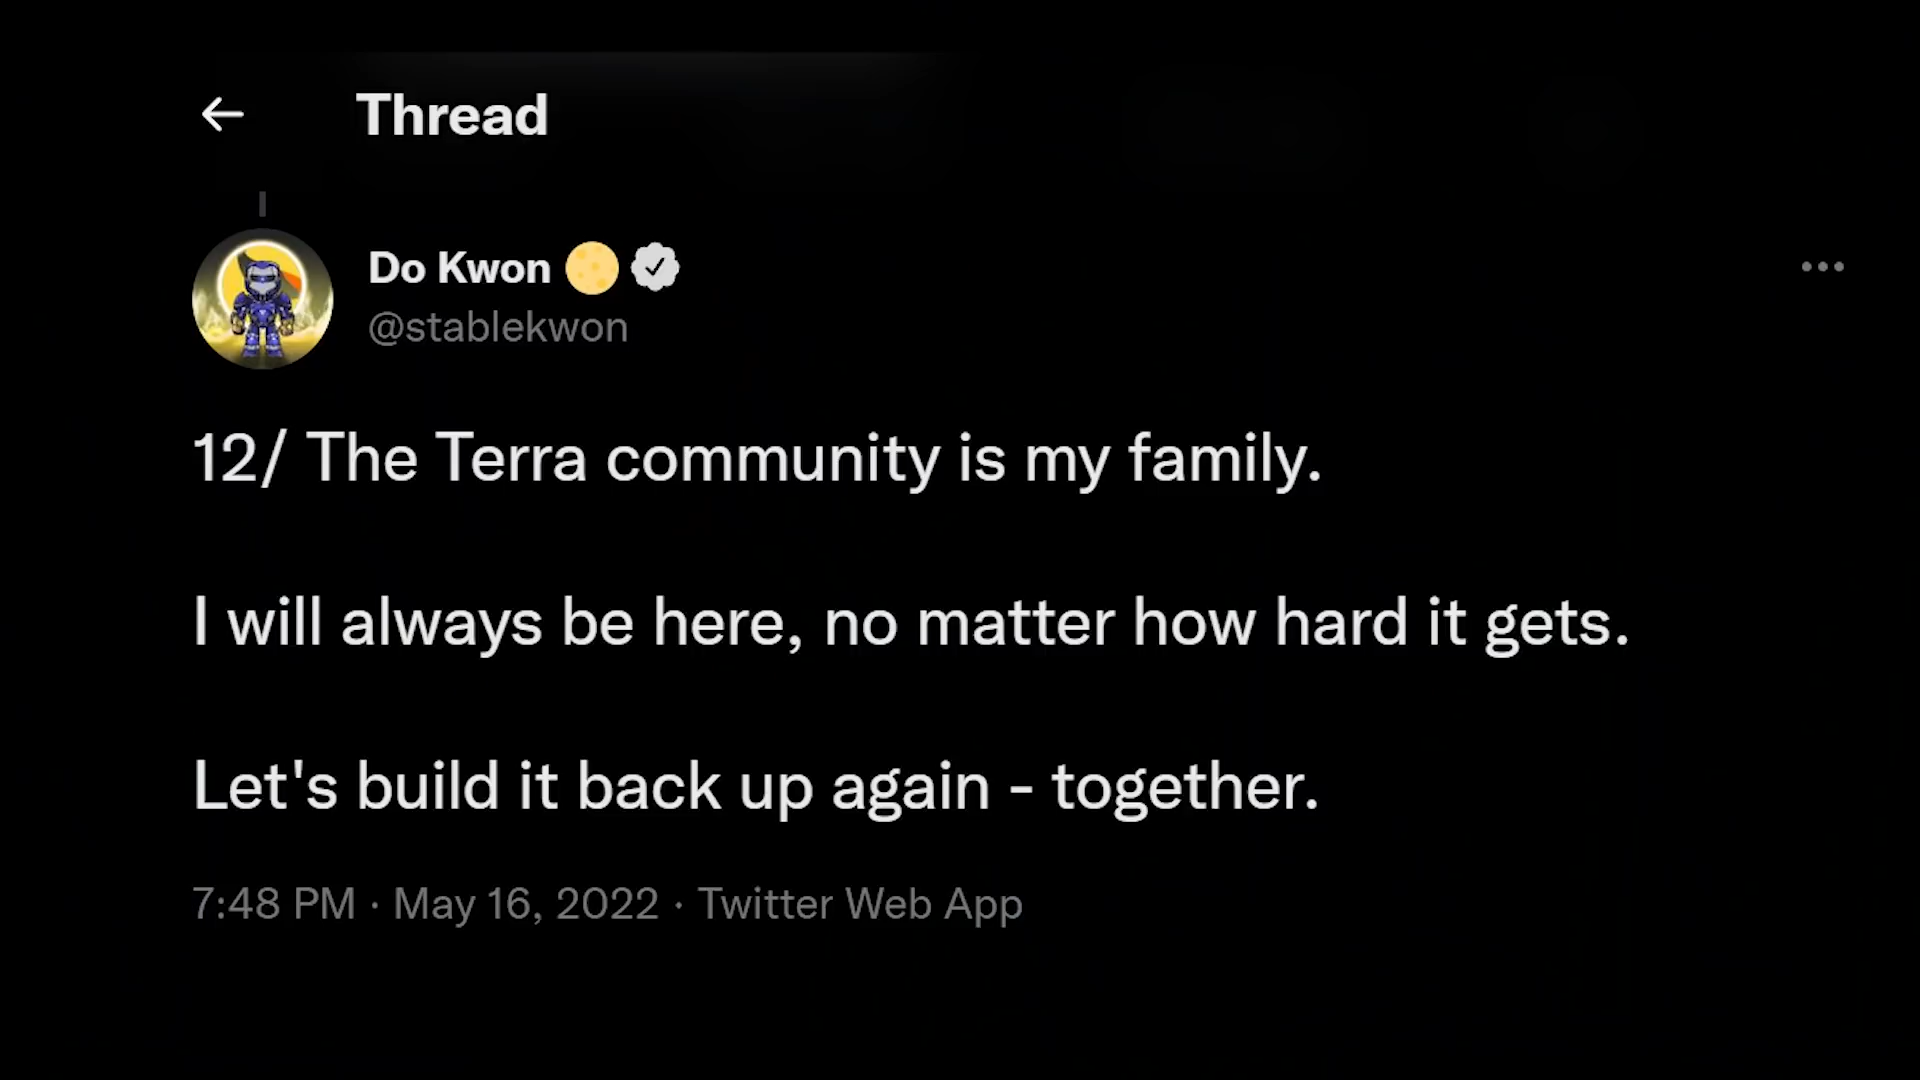 Thread
Do Kwon
@stablekwon
12/ The Terra community is my family.
I will always be here, no matter how hard it gets.
Let's build it back up again - together.
7:48 PM · May 16, 2022 · Twitter Web App